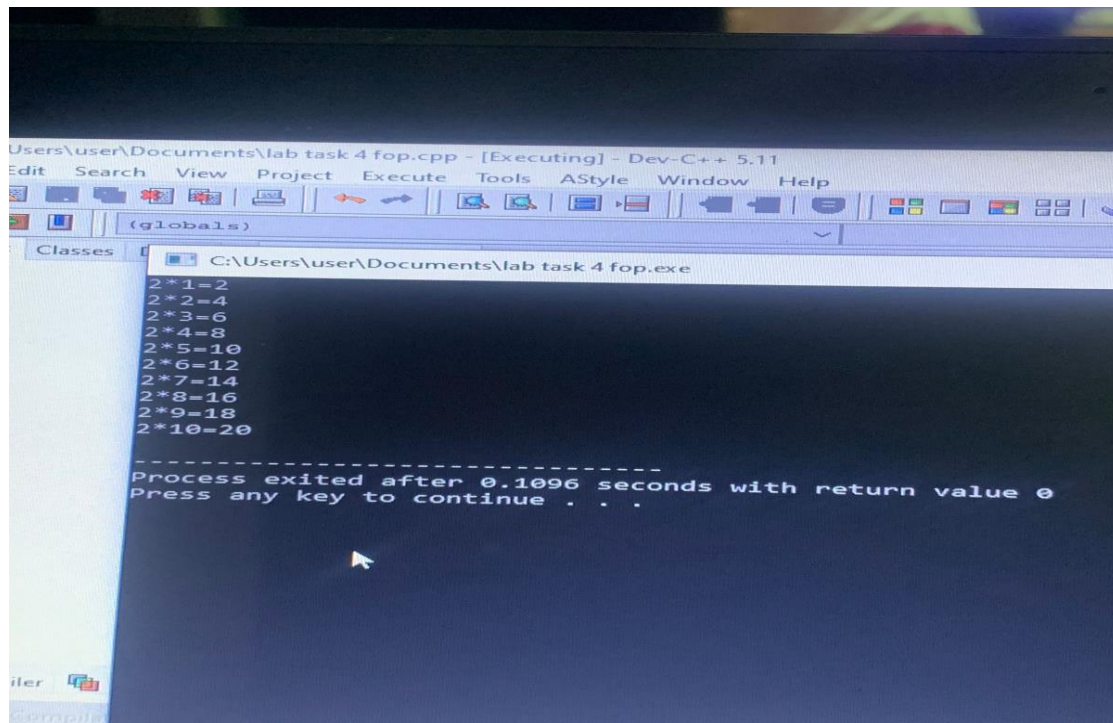 Users\user\Documents\lab task 4 fop.cpp - [Executing] - Dev-C++ 5.11
Edit Search View Project Execute Tools AStyle Window Help
(globals)
Classes
C:\Users\user\Documents\lab task 4 fop.exe
2*1=2
2*2=4
2*3=6
2*4=8
2*5=10
2*6=12
2*7=14
2*8=16
2*9=18
2*10=20
--------------------------------
Process exited after 0.1096 seconds with return value 0
Press any key to continue . . .